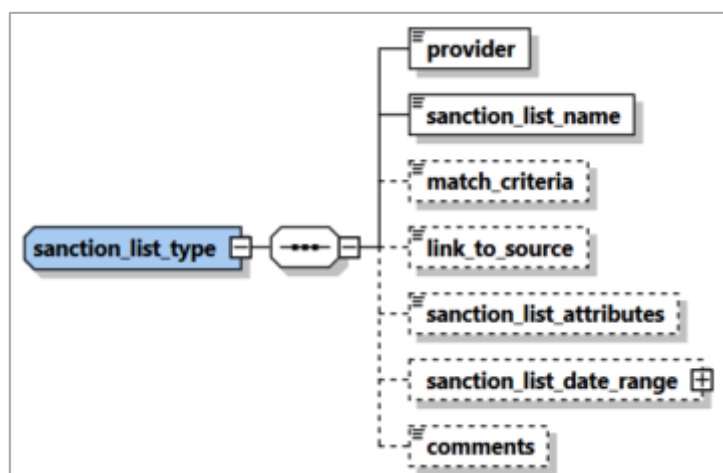 provider
sanction_list_name
match_criteria
sanction_list_type
link_to_source
sanction_list_attributes
sanction_list_date_range
comments